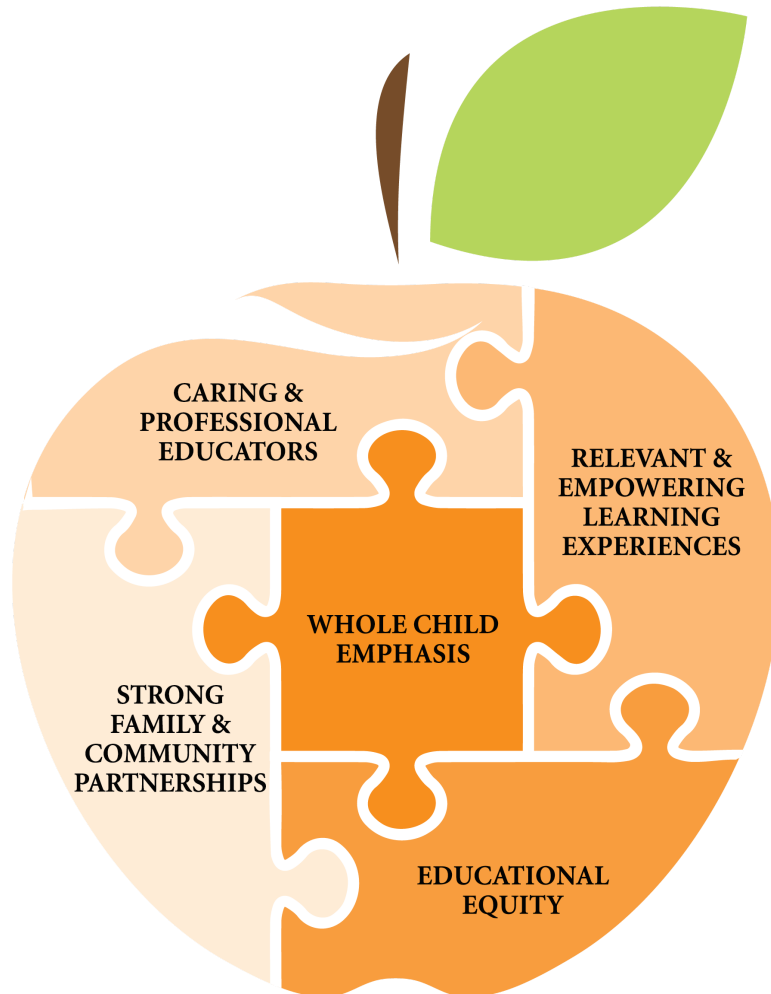 CARING &
PROFESSIONAL
EDUCATORS
RELEVANT &
EMPOWERING
LEARNING
EXPERIENCES
WHOLE CHILD
EMPHASIS
STRONG
FAMILY &
COMMUNITY
PARTNERSHIPS
EDUCATIONAL
EQUITY